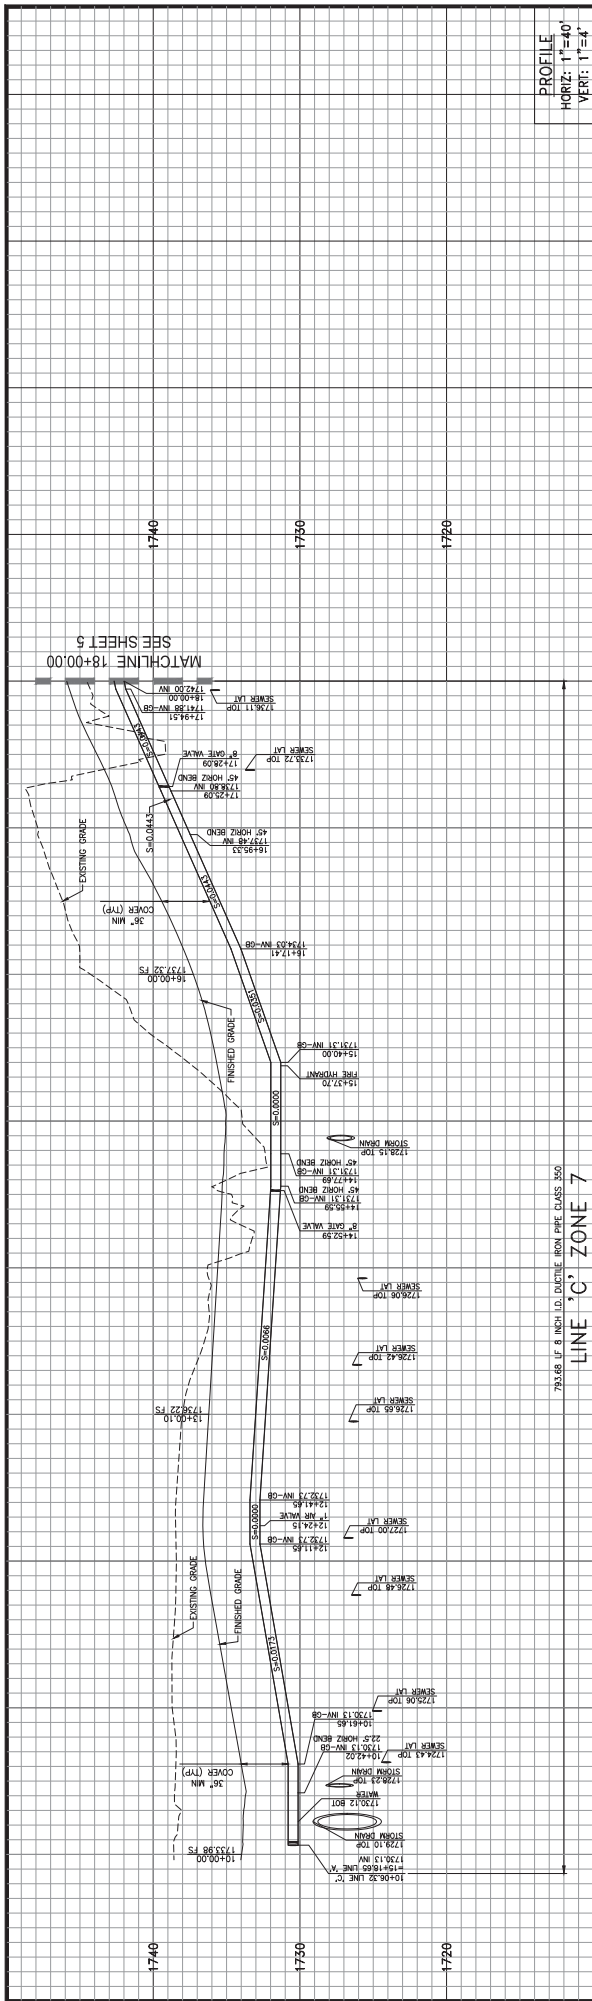 PROFILE
HORIZ: 1"=40'
VERT: 1"=4'
1740
1730
1720
MATCHLINE 18+00.00
SEE SHEET 5
18+00.00
1742.00 INV
17+94.51
1741.88 INV-GB
SEWER LAT
1736.11 TOP
S=0.0443
SEWER LAT
1733.72 TOP
17+28.09
8" GATE VALVE
17+25.09
1738.80 INV
45° HORIZ BEND
S=0.0443
16+95.33
1737.48 INV
45° HORIZ BEND
EXISTING GRADE
36" MIN
COVER (TYP)
S=0.0443
16+17.41
1734.03 INV-GB
16+00.00
1737.32 FS
FINISHED GRADE
S=0.0351
15+40.00
1731.31 INV-GB
15+37.70
FIRE HYDRANT
S=0.0000
STORM DRAIN
1728.15 TOP
14+77.69
1731.31 INV-GB
45° HORIZ BEND
14+55.59
1731.31 INV-GB
45° HORIZ BEND
14+52.59
8" GATE VALVE
SEWER LAT
1726.06 TOP
S=0.0066
SEWER LAT
1726.42 TOP
13+00.10
1736.22 FS
SEWER LAT
1726.65 TOP
12+41.65
1732.73 INV-GB
12+24.15
1" AIR VALVE
S=0.0000
12+11.65
1732.73 INV-GB
SEWER LAT
1727.00 TOP
SEWER LAT
1726.48 TOP
EXISTING GRADE
FINISHED GRADE
S=0.0173
SEWER LAT
1725.06 TOP
10+61.65
1730.13 INV-GB
10+42.02
1730.13 INV-GB
22.5° HORIZ BEND
SEWER LAT
1724.43 TOP
36" MIN
COVER (TYP)
STORM DRAIN
1728.23 TOP
WATER
1730.12 BOT
STORM DRAIN
1729.10 TOP
10+00.00
1733.98 FS
10+06.32 LINE 'C'
=15+18.65 LINE 'A'
1730.13 INV
1740
1730
1720
793.68 LF 8 INCH I.D. DUCTILE IRON PIPE CLASS 350
LINE 'C' ZONE 7